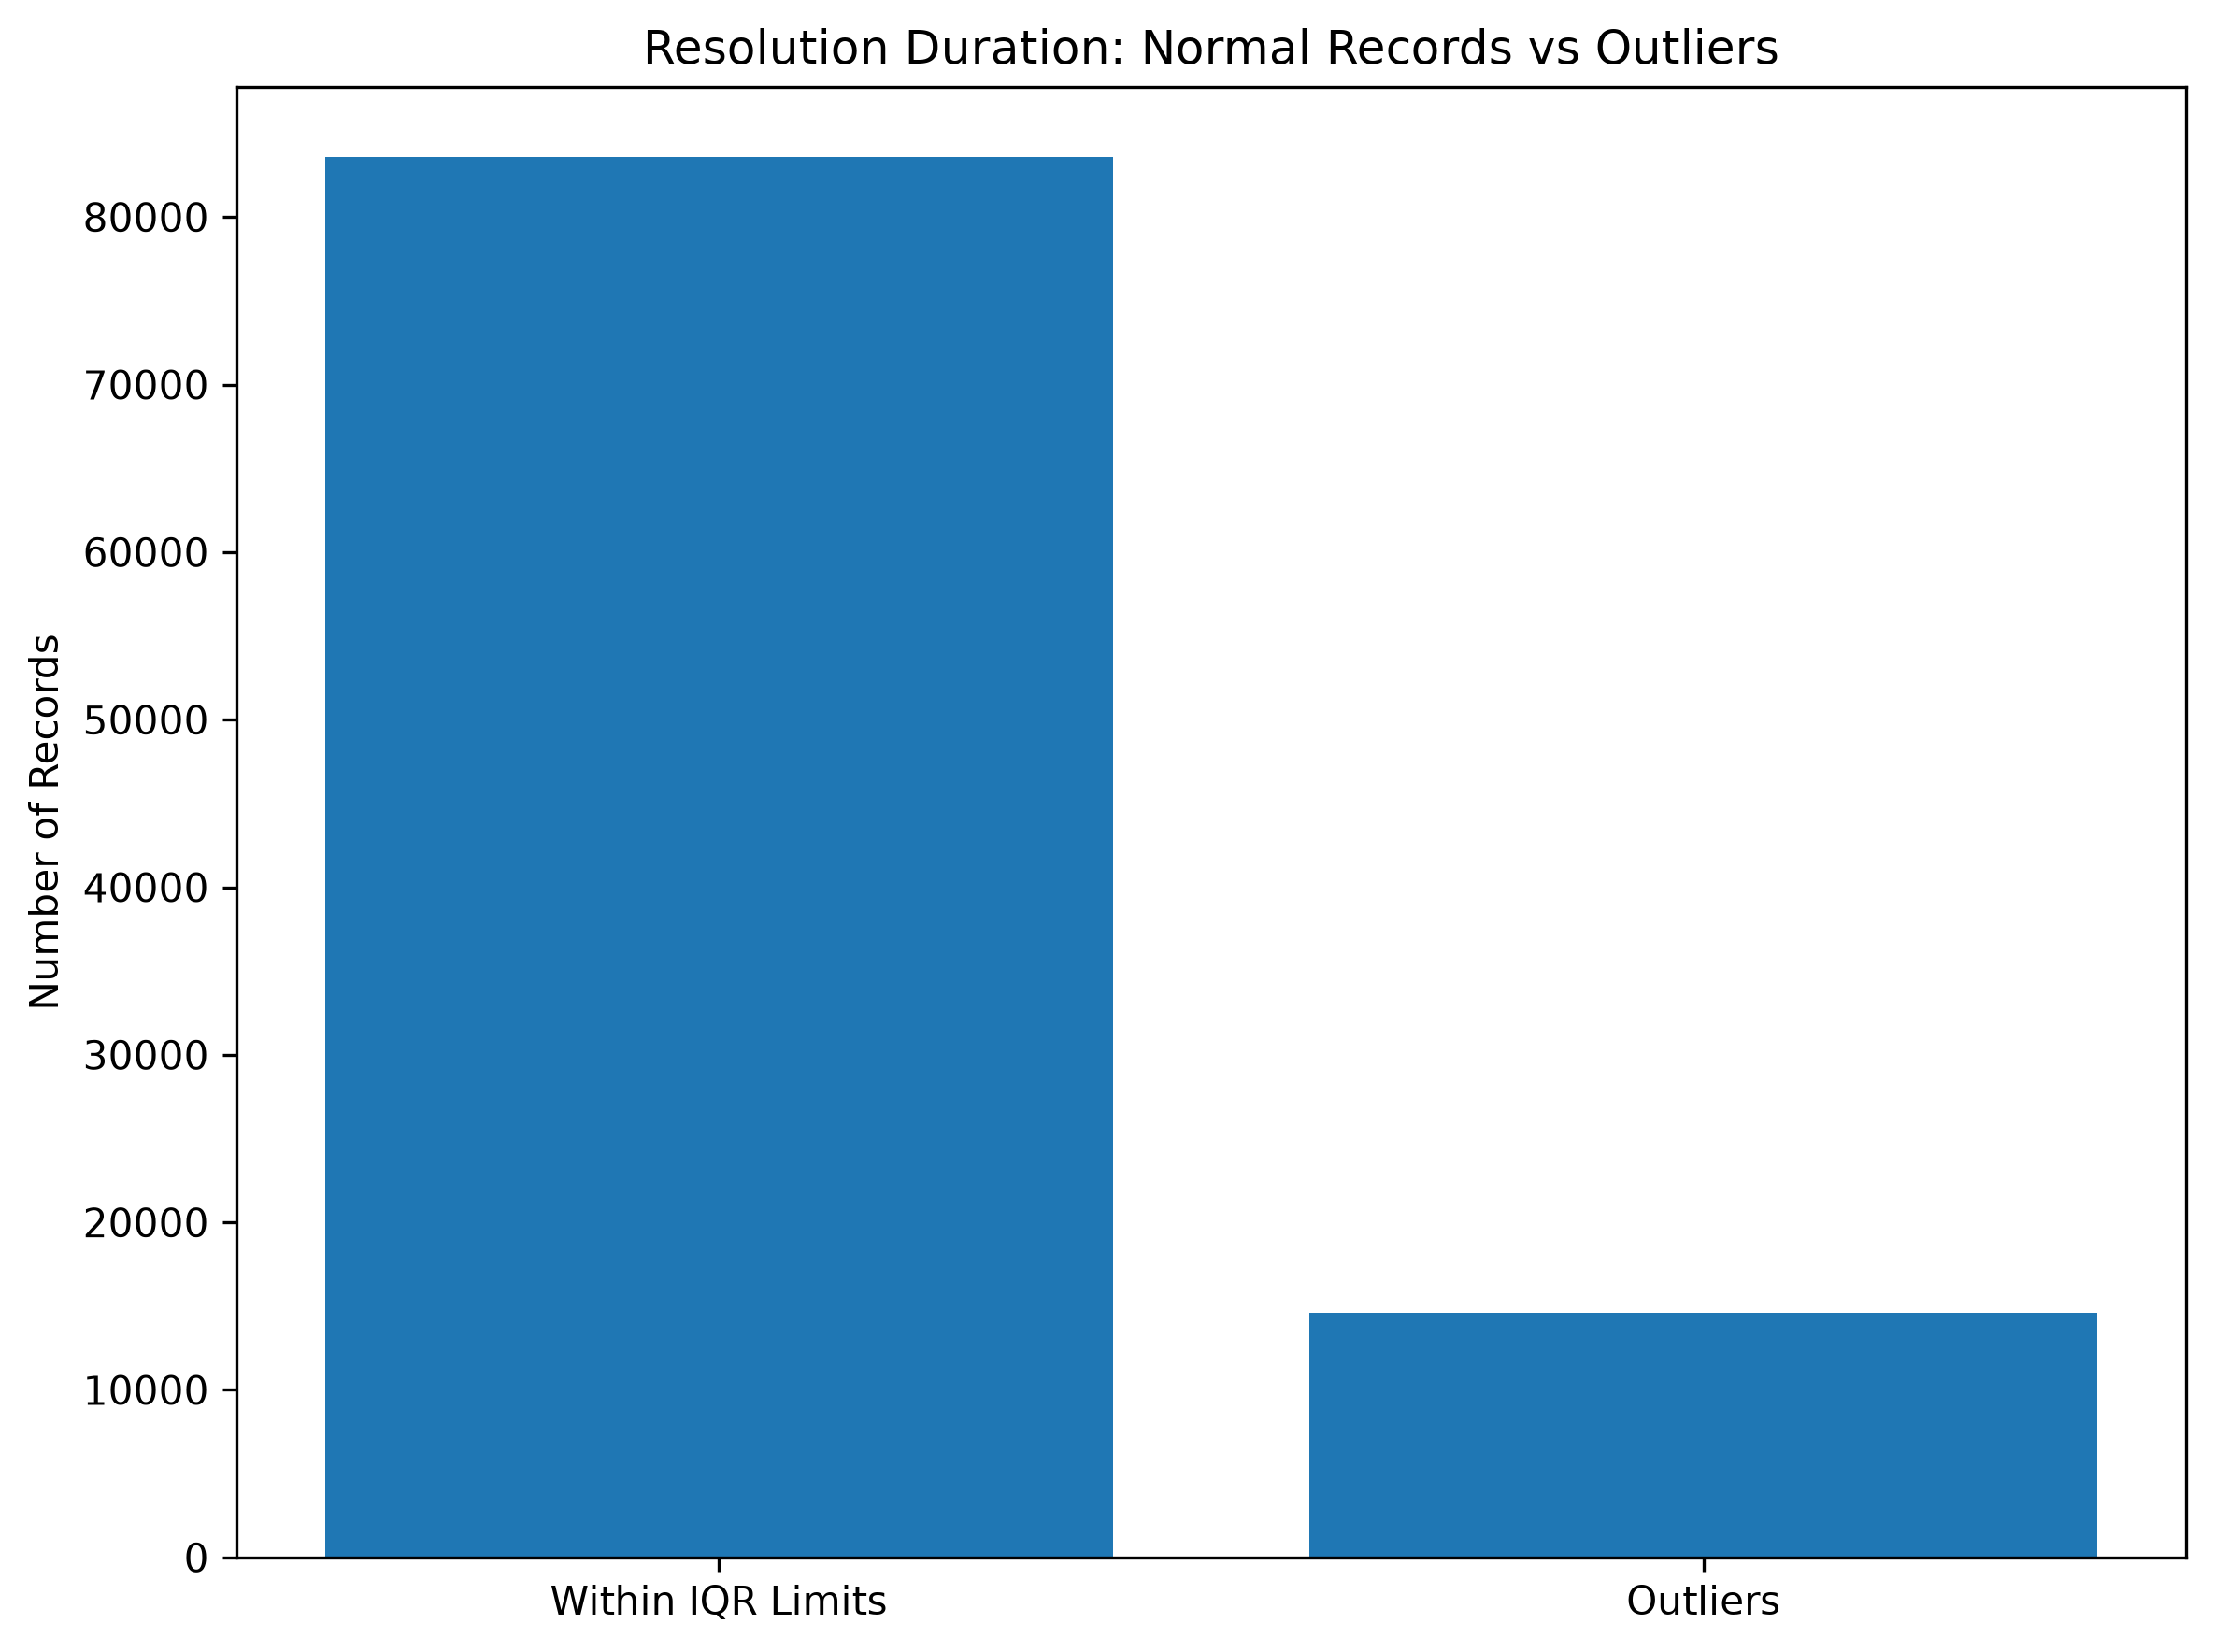 Resolution Duration: Normal Records vs Outliers
Number of Records
80000
70000
60000
50000
40000
30000
20000
10000
0
Within IQR Limits
Outliers